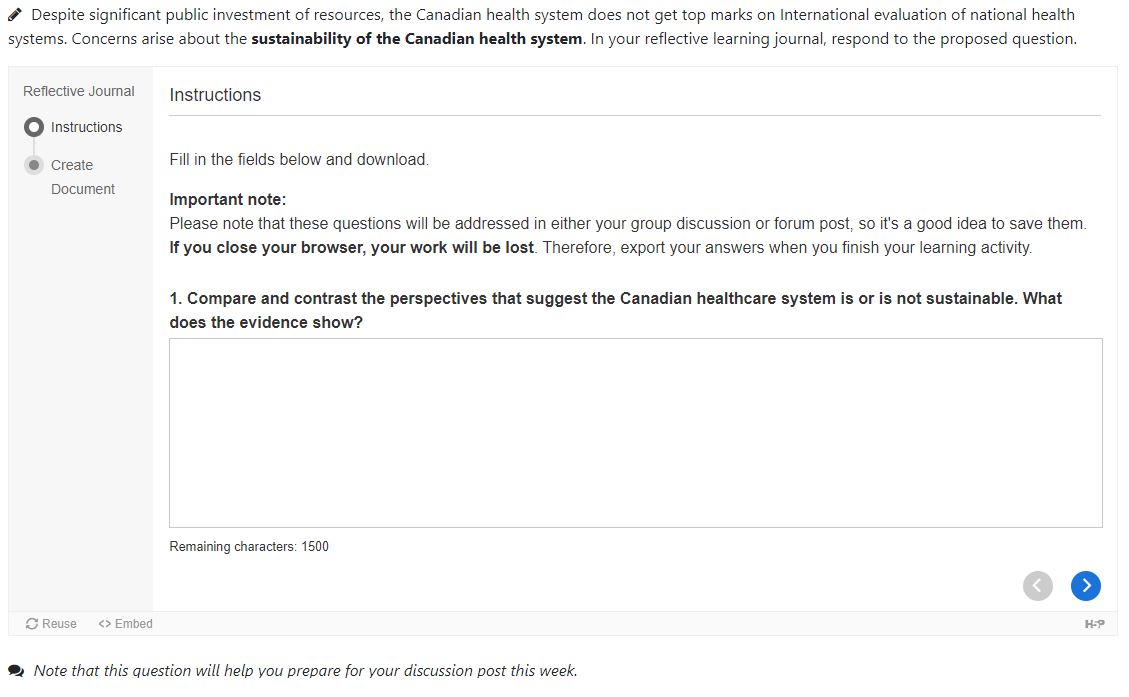 Despite significant public investment of resources, the Canadian health system does not get top marks on International evaluation of national health
systems. Concerns arise about the sustainability of the Canadian health system. In your reflective learning journal, respond to the proposed question.
Reflective Journal
Instructions
Create
Document
Instructions
Fill in the fields below and download.
Important note:
Please note that these questions will be addressed in either your group discussion or forum post, so it's a good idea to save them.
If you close your browser, your work will be lost. Therefore, export your answers when you finish your learning activity.
1. Compare and contrast the perspectives that suggest the Canadian healthcare system is or is not sustainable. What
does the evidence show?
Remaining characters: 1500
Reuse
<> Embed
H-P
Note that this question will help you prepare for your discussion post this week.